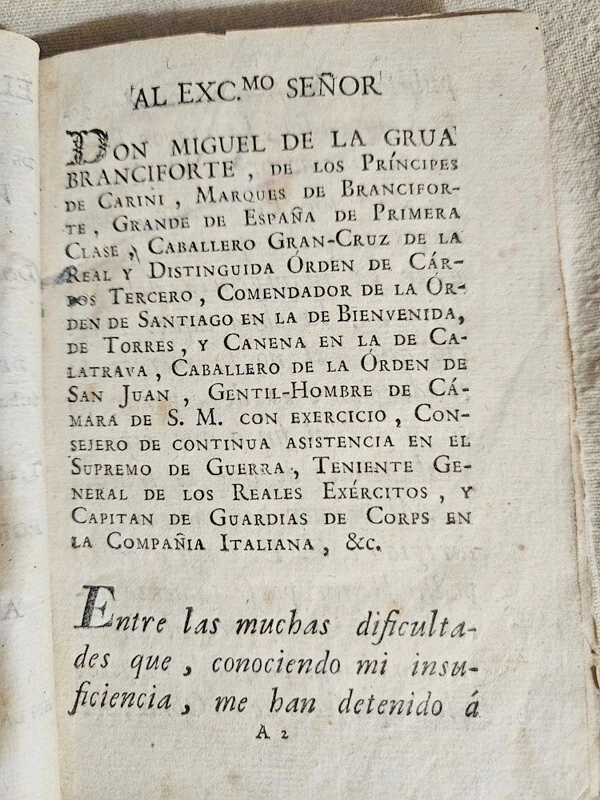 AL EXC.MO SEÑOR
DON MIGUEL DE LA GRUA
BRANCIFORTE, DE LOS PRÍNCIPES
DE CARINI, MARQUES DE BRANCIFOR-
TE, GRANDE DE ESPAÑA DE PRIMERA
CLASE, CABALLERO GRAN-CRUZ DE LA
REAL Y DISTINGUIDA ÓRDEN DE CÁR-
LOS TERCERO, COMENDADOR DE LA ÓR-
DEN DE SANTIAGO EN LA DE BIENVENIDA,
DE TORRES, Y CANENA EN LA DE CA-
LATRAVA, CABALLERO DE LA ÓRDEN DE
SAN JUAN, GENTIL-HOMBRE DE CÁ-
MARA DE S. M. CON EXERCICIO, CON-
SEJERO DE CONTINUA ASISTENCIA EN EL
SUPREMO DE GUERRA, TENIENTE GE-
NERAL DE LOS REALES EXÉRCITOS, Y
CAPITAN DE GUARDIAS DE CORPS EN
LA COMPAÑIA ITALIANA, &c.
Entre las muchas dificulta-
des que, conociendo mi insu-
ficiencia, me han detenido á
A 2